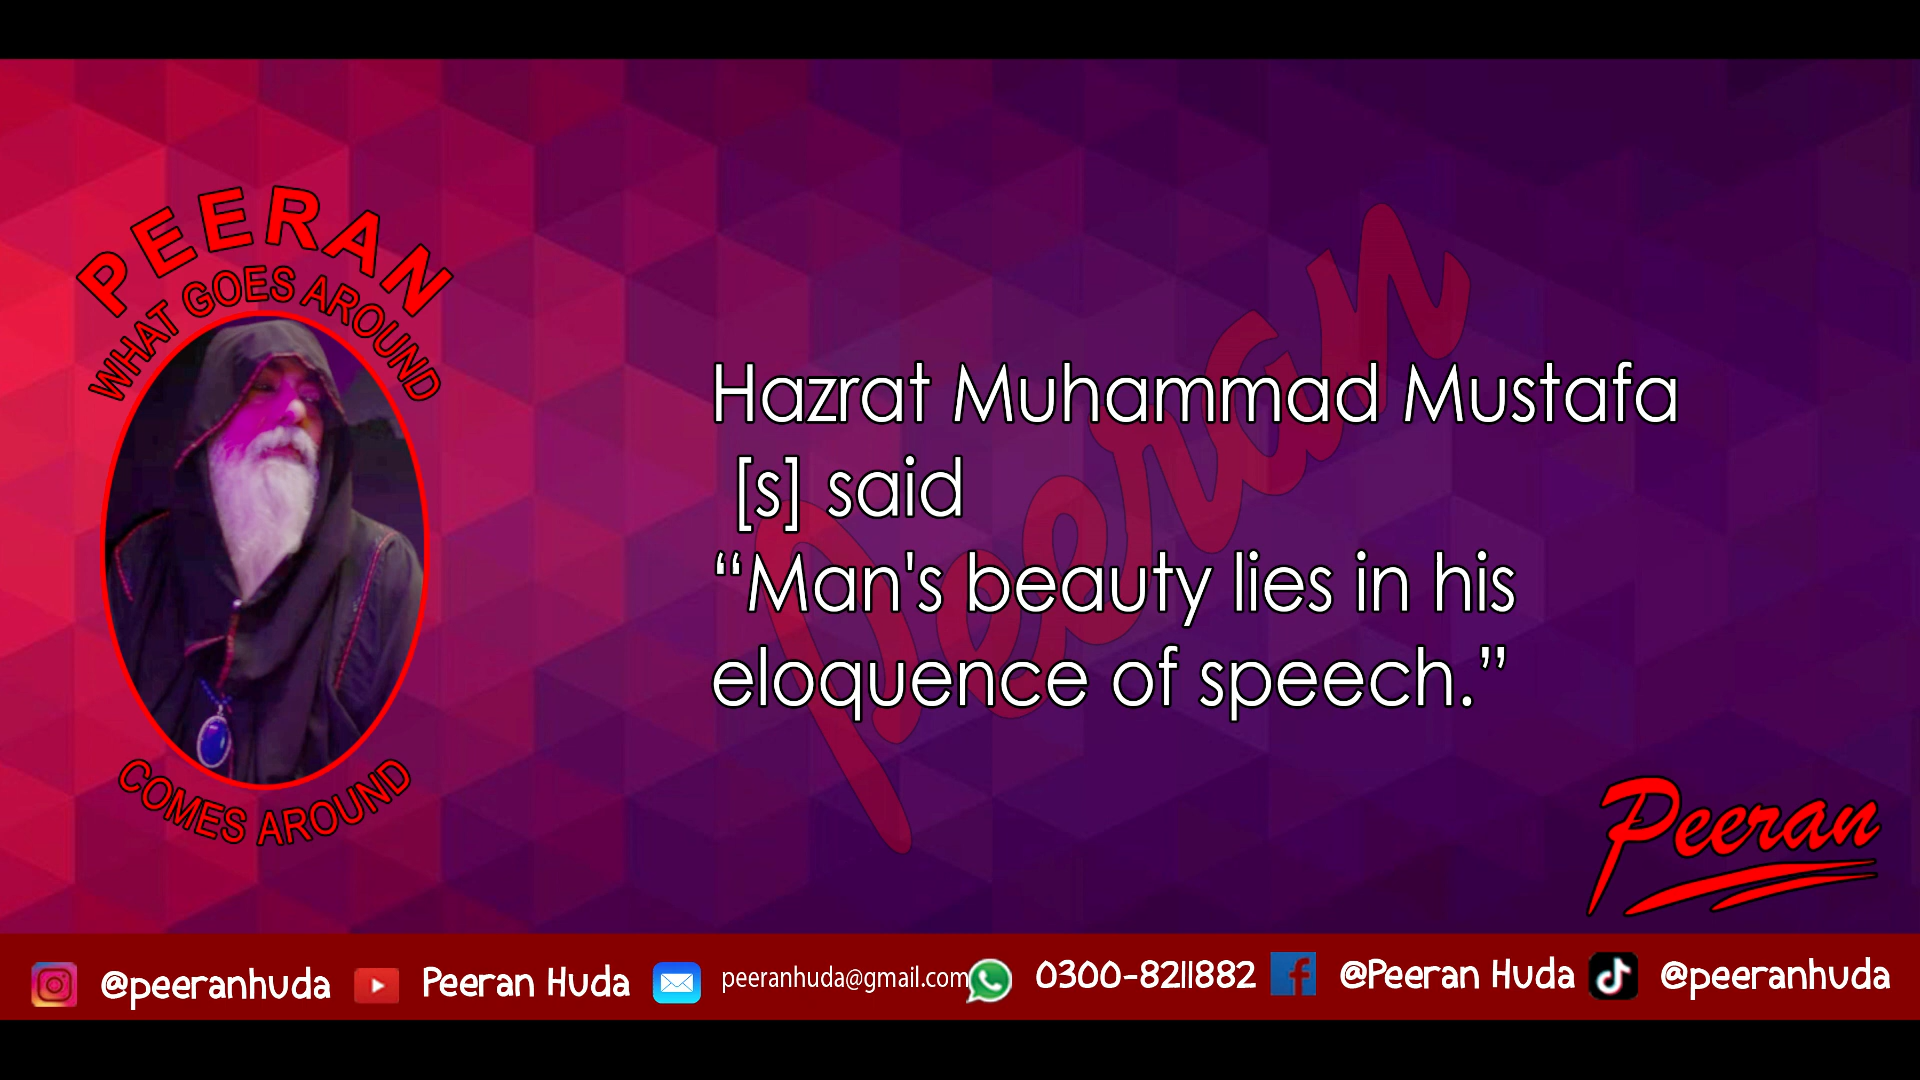 PEERAN
WHAT GOES AROUND
COMES AROUND
Hazrat Muhammad Mustafa
[s] said
“Man's beauty lies in his
eloquence of speech.”
Peeran
Peeran
@peeranhuda Peeran Huda peeranhuda@gmail.com 0300-8211882 @Peeran Huda @peeranhuda